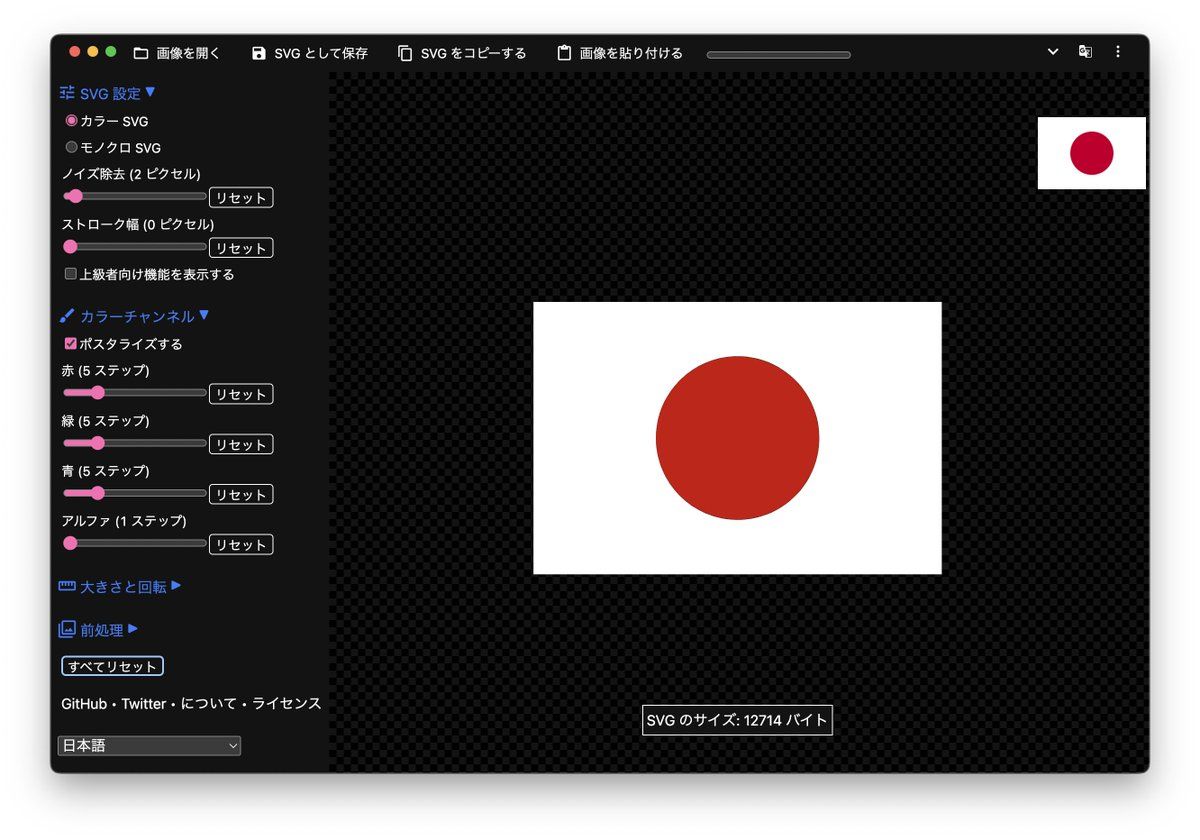 画像を開く SVG として保存 SVG をコピーする 画像を貼り付ける
SVG 設定▼
カラー SVG
モノクロ SVG
ノイズ除去 (2 ピクセル)
リセット
ストローク幅 (0 ピクセル)
リセット
上級者向け機能を表示する
カラーチャンネル▼
ポスタライズする
赤 (5 ステップ)
リセット
緑 (5 ステップ)
リセット
青 (5 ステップ)
リセット
アルファ (1 ステップ)
リセット
大きさと回転▶
前処理▶
すべてリセット
GitHub • Twitter • について • ライセンス
日本語
SVG のサイズ: 12714 バイト